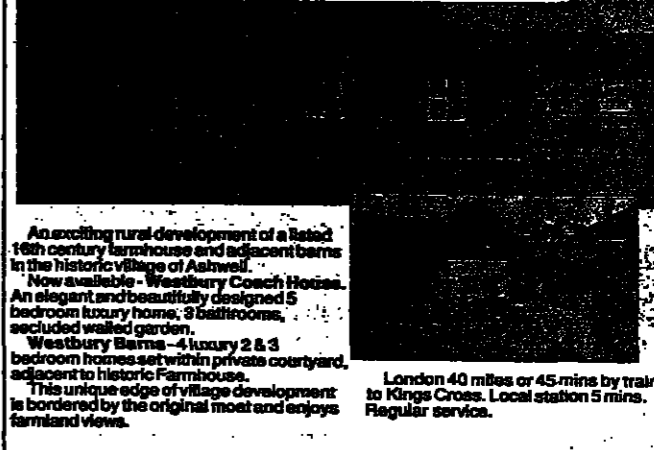 An exciting rural development of a listed
16th century farmhouse and adjacent barns
in the historic village of Ashwell.
Now available - Westbury Coach House.
An elegant and beautifully designed 5
bedroom luxury home, 3 bathrooms,
secluded walled garden.
Westbury Barns - 4 luxury 2 & 3
bedroom homes set within private courtyard,
adjacent to historic Farmhouse.
This unique edge of village development
is bordered by the original moat and enjoys
farmland views.
London 40 miles or 45 mins by train
to Kings Cross. Local station 5 mins.
Regular service.